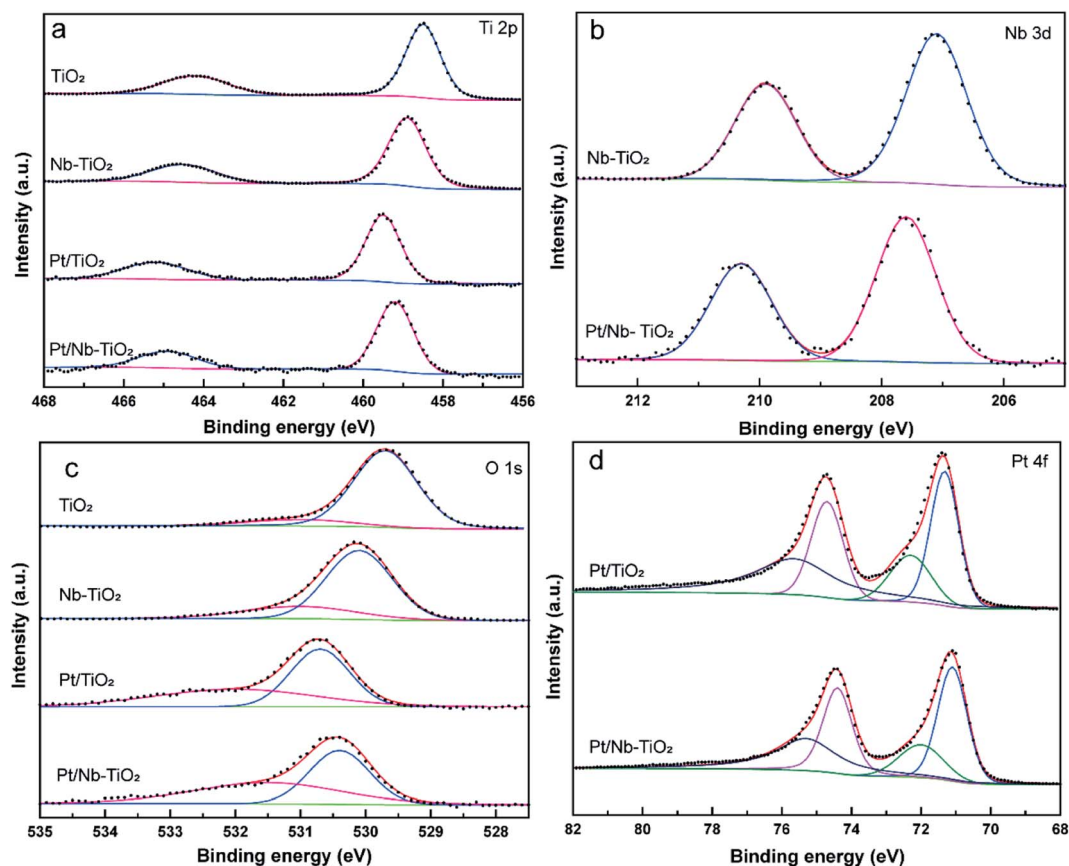 a
Ti 2p
TiO₂
Nb-TiO₂
Pt/TiO₂
Pt/Nb-TiO₂
Intensity (a.u.)
468 466 464 462 460 458 456
Binding energy (eV)
b
Nb 3d
Nb-TiO₂
Pt/Nb- TiO₂
Intensity (a.u.)
212 210 208 206
Binding energy (eV)
c
O 1s
TiO₂
Nb-TiO₂
Pt/TiO₂
Pt/Nb-TiO₂
Intensity (a.u.)
535 534 533 532 531 530 529 528
Binding energy (eV)
d
Pt 4f
Pt/TiO₂
Pt/Nb-TiO₂
Intensity (a.u.)
82 80 78 76 74 72 70 68
Binding energy (eV)